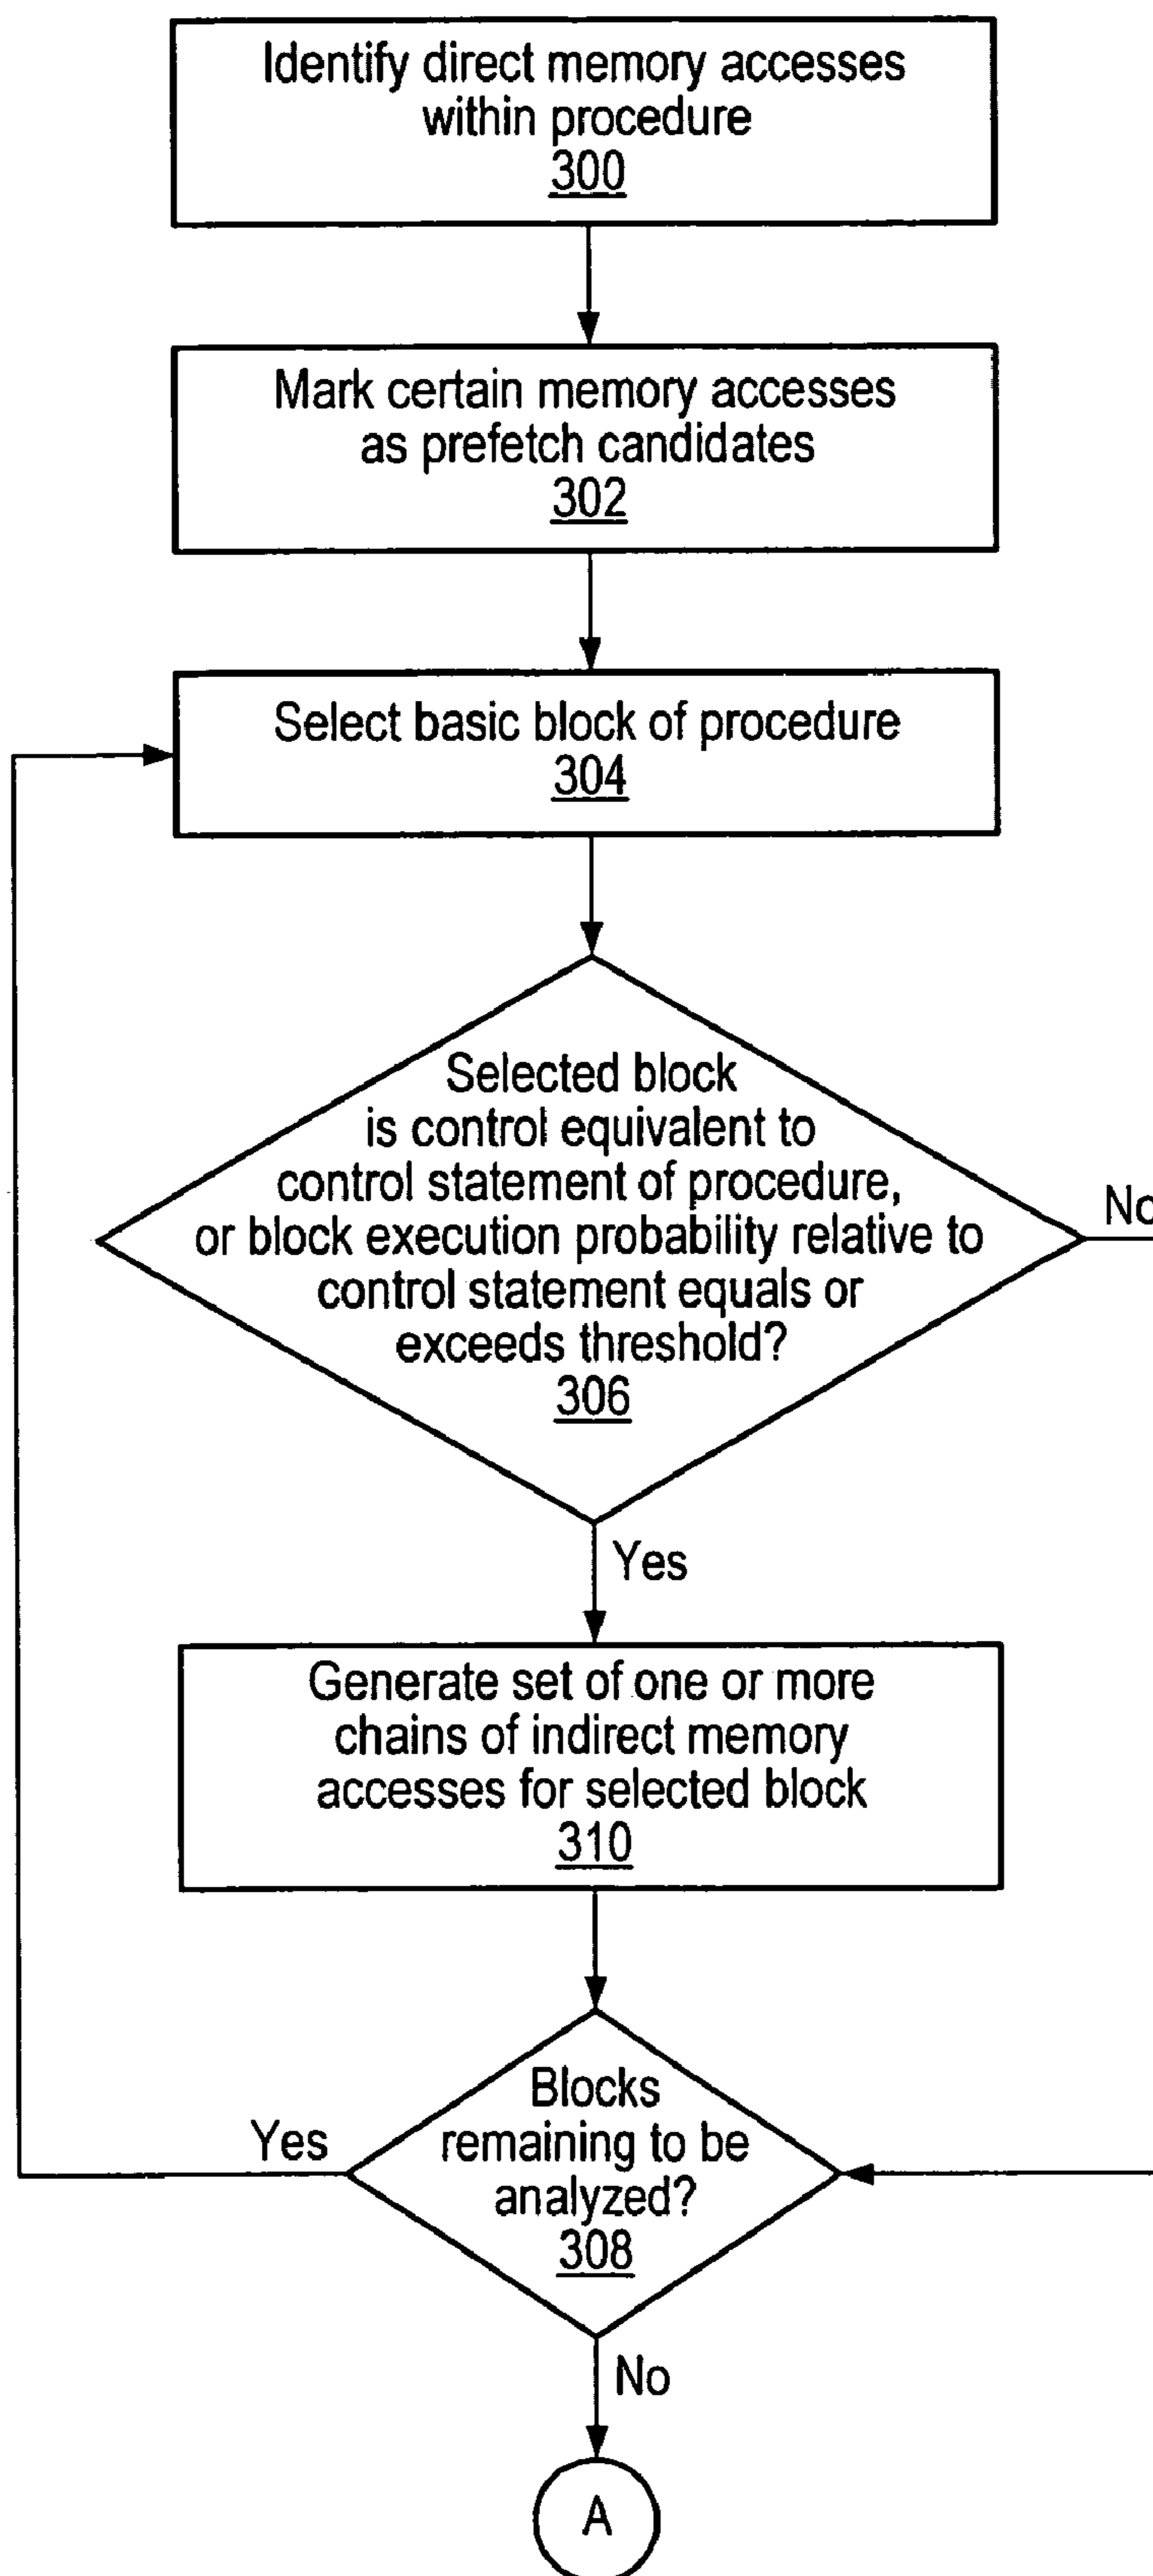 Identify direct memory accesses
within procedure
300
Mark certain memory accesses
as prefetch candidates
302
Select basic block of procedure
304
Selected block
is control equivalent to
control statement of procedure,
or block execution probability relative to
control statement equals or
exceeds threshold?
306
No
Yes
Generate set of one or more
chains of indirect memory
accesses for selected block
310
Yes
Blocks
remaining to be
analyzed?
308
No
A